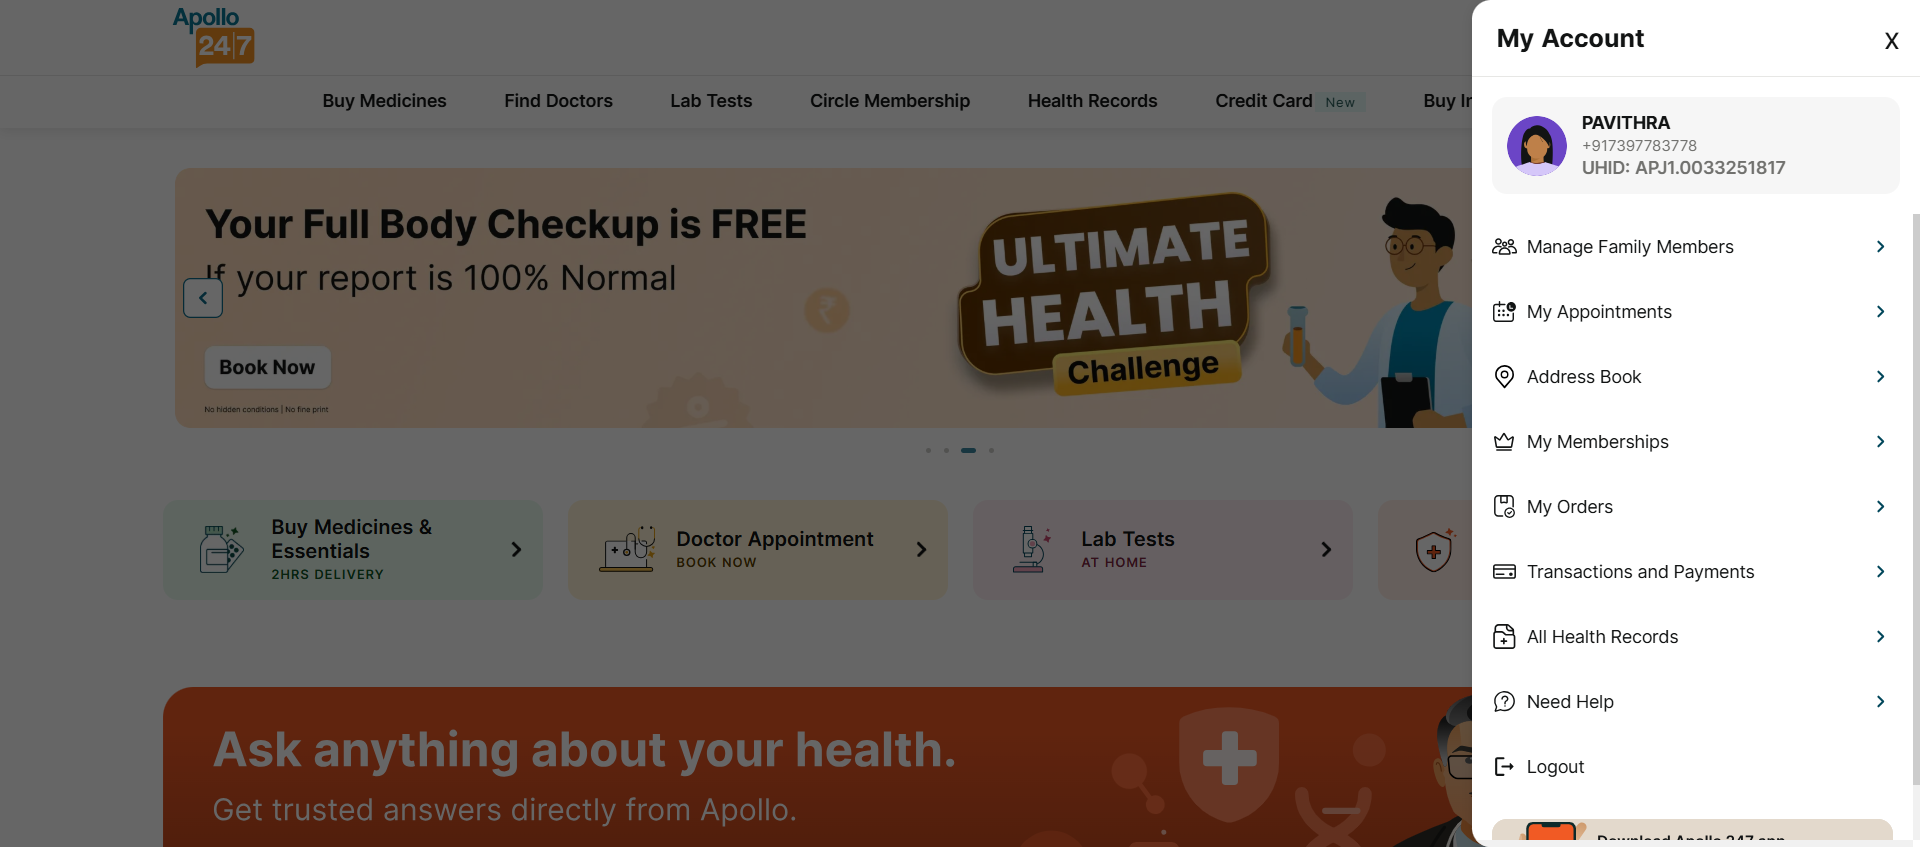 Apollo
24|7
Buy Medicines
Find Doctors
Lab Tests
Circle Membership
Health Records
Credit Card New
Buy
Your Full Body Checkup is FREE
If your report is 100% Normal
Book Now
No hidden conditions | No fine print
ULTIMATE
HEALTH
Challenge
Buy Medicines &
Essentials
2HRS DELIVERY
Doctor Appointment
BOOK NOW
Lab Tests
AT HOME
Ask anything about your health.
Get trusted answers directly from Apollo.
My Account
X
PAVITHRA
+917397783778
UHID: APJ1.0033251817
Manage Family Members
My Appointments
Address Book
My Memberships
My Orders
Transactions and Payments
All Health Records
Need Help
Logout
Download Apollo 247 app